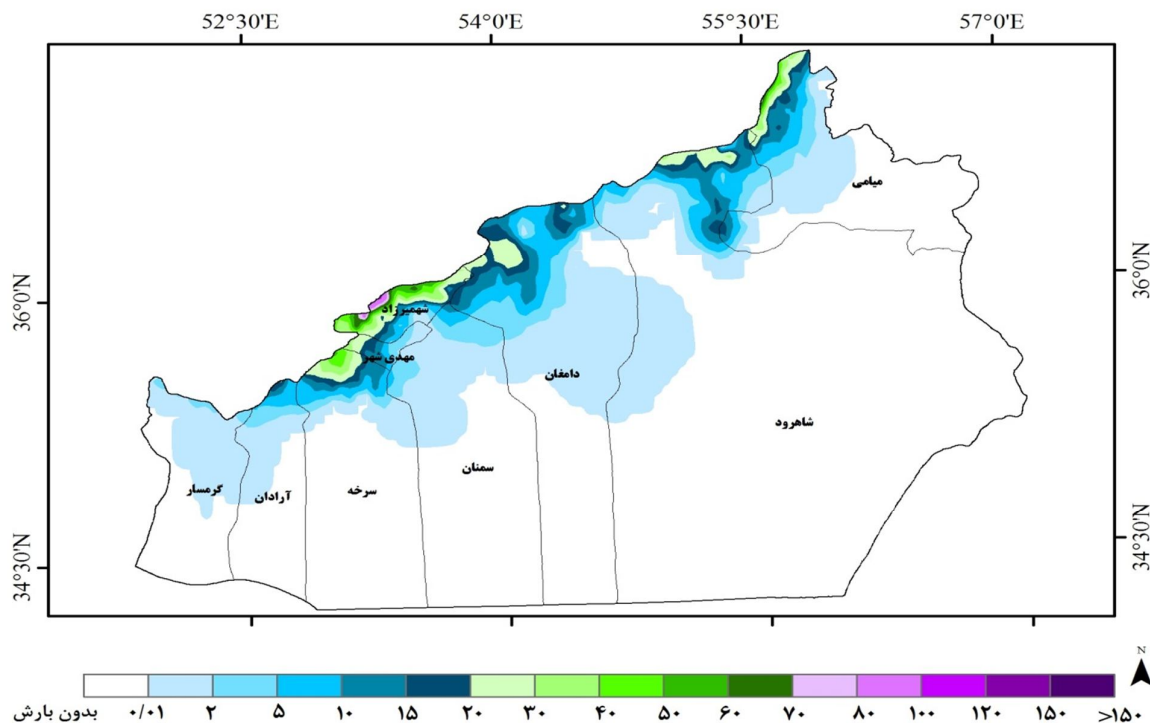 52°30'E 54°0'E 55°30'E 57°0'E
میامی
36°0'N
36°0'N
شهمیرزاد
مهدی شهر
دامغان
شاهرود
سمنان
گرمسار
آرادان
سرخه
34°30'N
34°30'N
N
بدون بارش ۰/۰۱ ۲ ۵ ۱۰ ۱۵ ۲۰ ۳۰ ۴۰ ۵۰ ۶۰ ۷۰ ۸۰ ۱۰۰ ۱۲۰ ۱۵۰ >۱۵۰